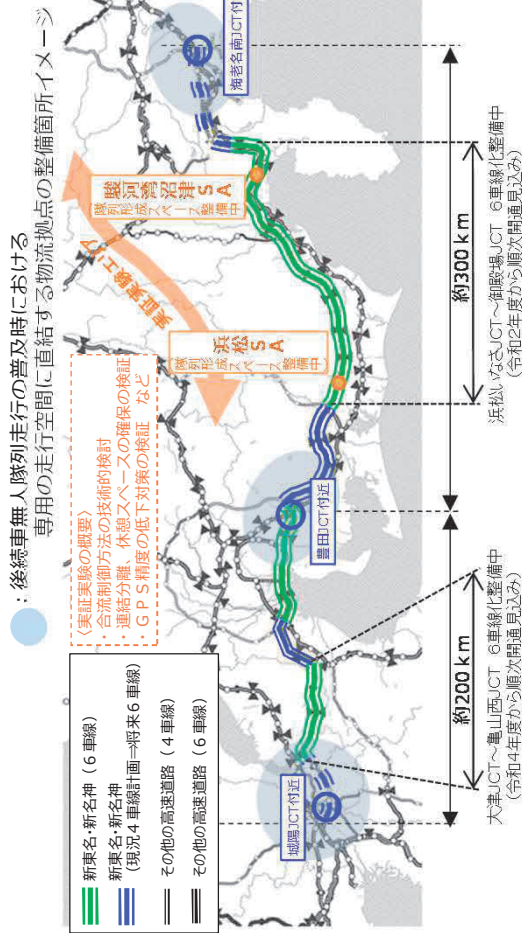 ：後続車無人隊列走行の普及時における
専用の走行空間に直結する物流拠点の整備箇所イメージ
新東名・新名神（6車線）
新東名・新名神
（現況4車線計画⇒将来6車線）
その他の高速道路（4車線）
その他の高速道路（6車線）
〈実証実験の概要〉
・合流制御方法の技術的検討
・連結分離、休憩スペースの確保の検証
・GPS精度の低下対策の検証　など
実証実験エリア
駿河湾沼津SA
隊列形成スペース整備中
浜松SA
隊列形成スペース整備中
海老名南JCT付近
豊田JCT付近
城陽JCT付近
約300km
約200km
浜松いなさJCT～御殿場JCT 6車線化整備中
（令和2年度から順次開通見込み）
大津JCT～亀山西JCT 6車線化整備中
（令和4年度から順次開通見込み）